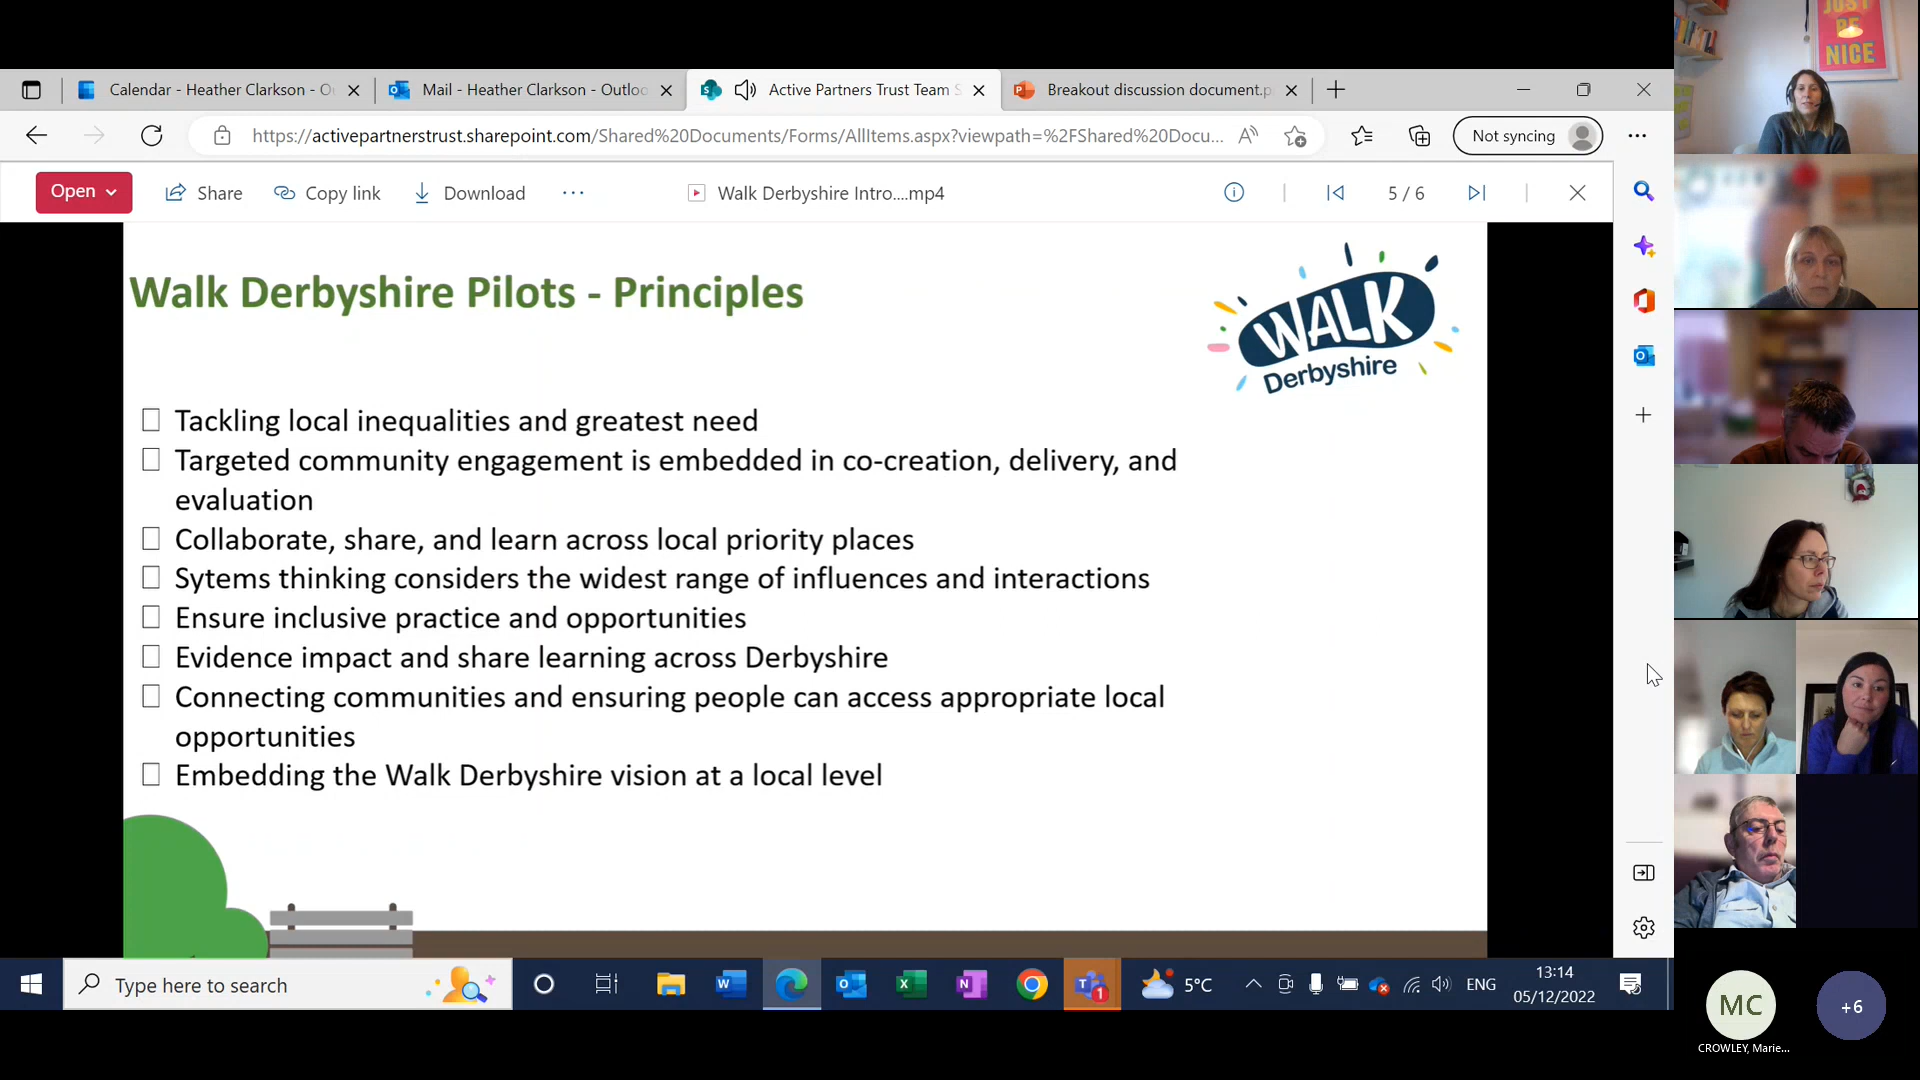 Calendar - Heather Clarkson - O
Mail - Heather Clarkson - Outlo
Active Partners Trust Team S
Breakout discussion document.p
https://activepartnerstrust.sharepoint.com/Shared%20Documents/Forms/AllItems.aspx?viewpath=%2FShared%20Docu...
Not syncing
Open
Share
Copy link
Download
Walk Derbyshire Intro....mp4
5 / 6
Walk Derbyshire Pilots - Principles
WALK
Derbyshire
Tackling local inequalities and greatest need
Targeted community engagement is embedded in co-creation, delivery, and
evaluation
Collaborate, share, and learn across local priority places
Sytems thinking considers the widest range of influences and interactions
Ensure inclusive practice and opportunities
Evidence impact and share learning across Derbyshire
Connecting communities and ensuring people can access appropriate local
opportunities
Embedding the Walk Derbyshire vision at a local level
Type here to search
5°C
ENG
13:14
05/12/2022
JUST
BE
NICE
MC
+6
CROWLEY, Marie...